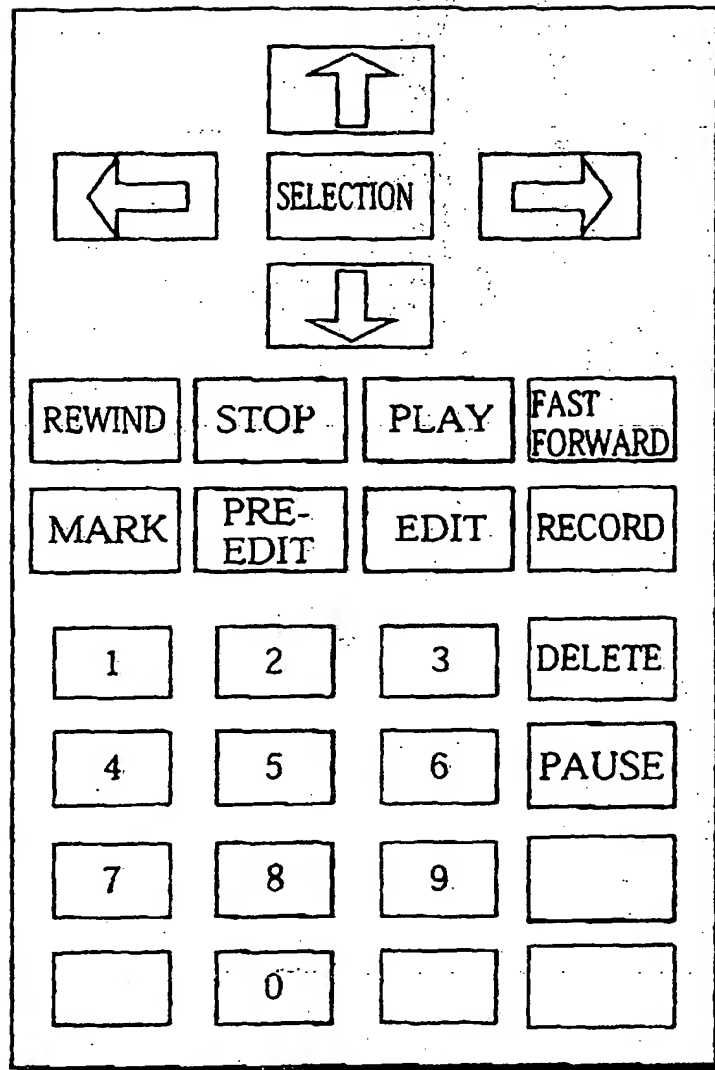 SELECTION
REWIND STOP PLAY FAST FORWARD
MARK PRE-EDIT EDIT RECORD
1 2 3 DELETE
4 5 6 PAUSE
7 8 9
0